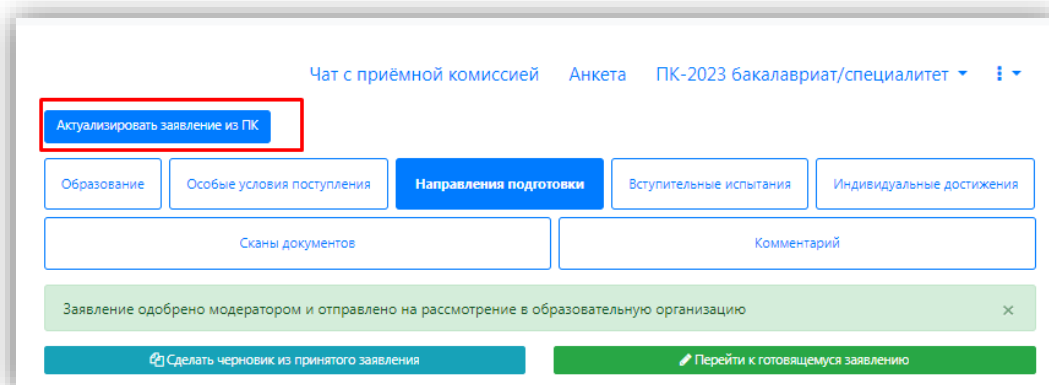 Чат с приёмной комиссией Анкета ПК-2023 бакалавриат/специалитет
Актуализировать заявление из ПК
Образование Особые условия поступления Направления подготовки Вступительные испытания Индивидуальные достижения
Сканы документов Комментарий
Заявление одобрено модератором и отправлено на рассмотрение в образовательную организацию ×
Сделать черновик из принятого заявления Перейти к готовящемуся заявлению